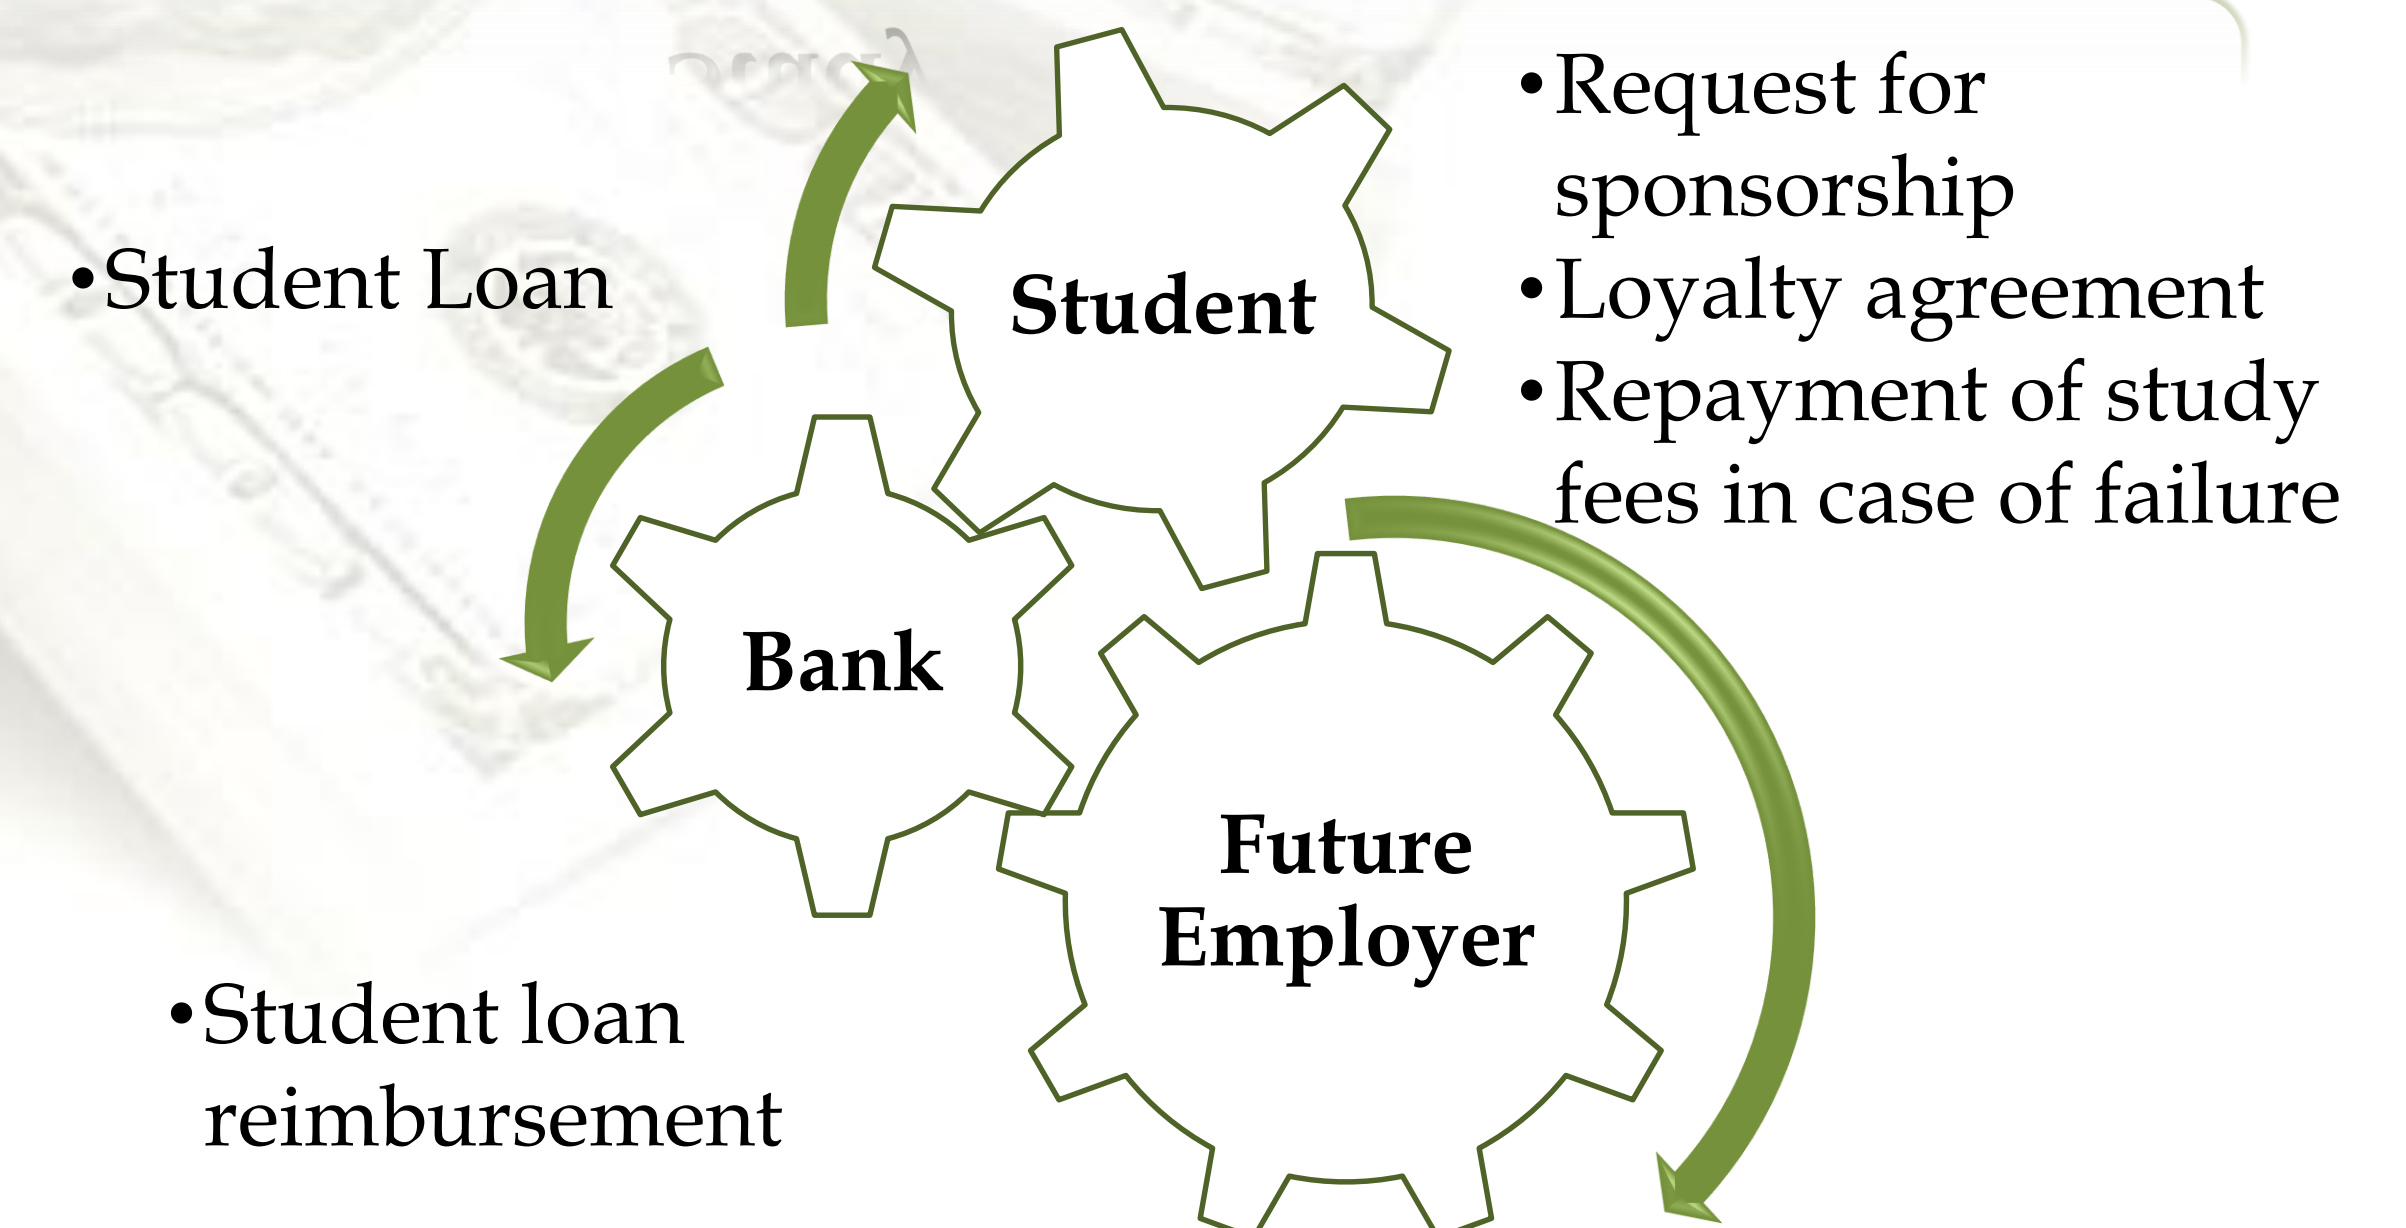 Study
•Request for
sponsorship
•Loyalty agreement
•Repayment of study
fees in case of failure
•Student Loan
Student
Bank
Future
Employer
•Student loan
reimbursement